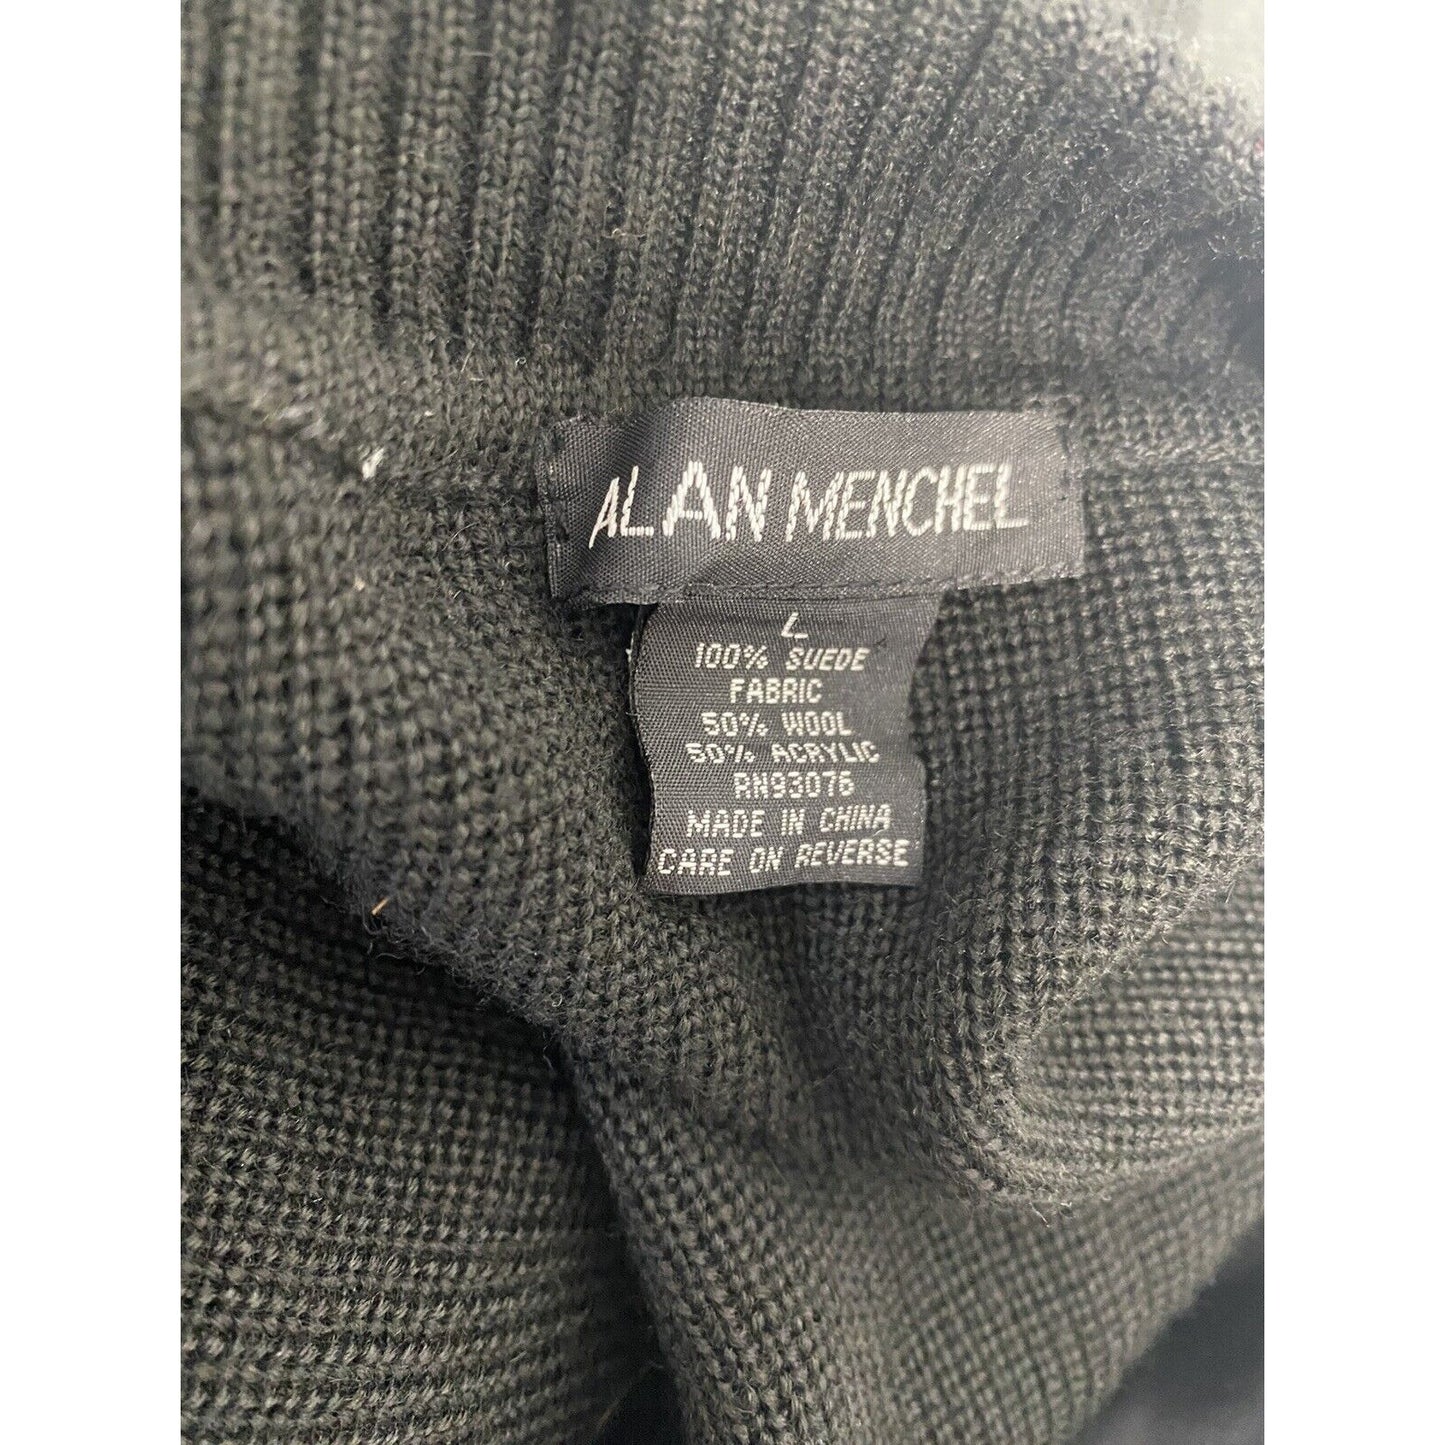 ALAN MENCHEL
L
100% SUEDE
FABRIC
50% WOOL
50% ACRYLIC
RN93076
MADE IN CHINA
CARE ON REVERSE